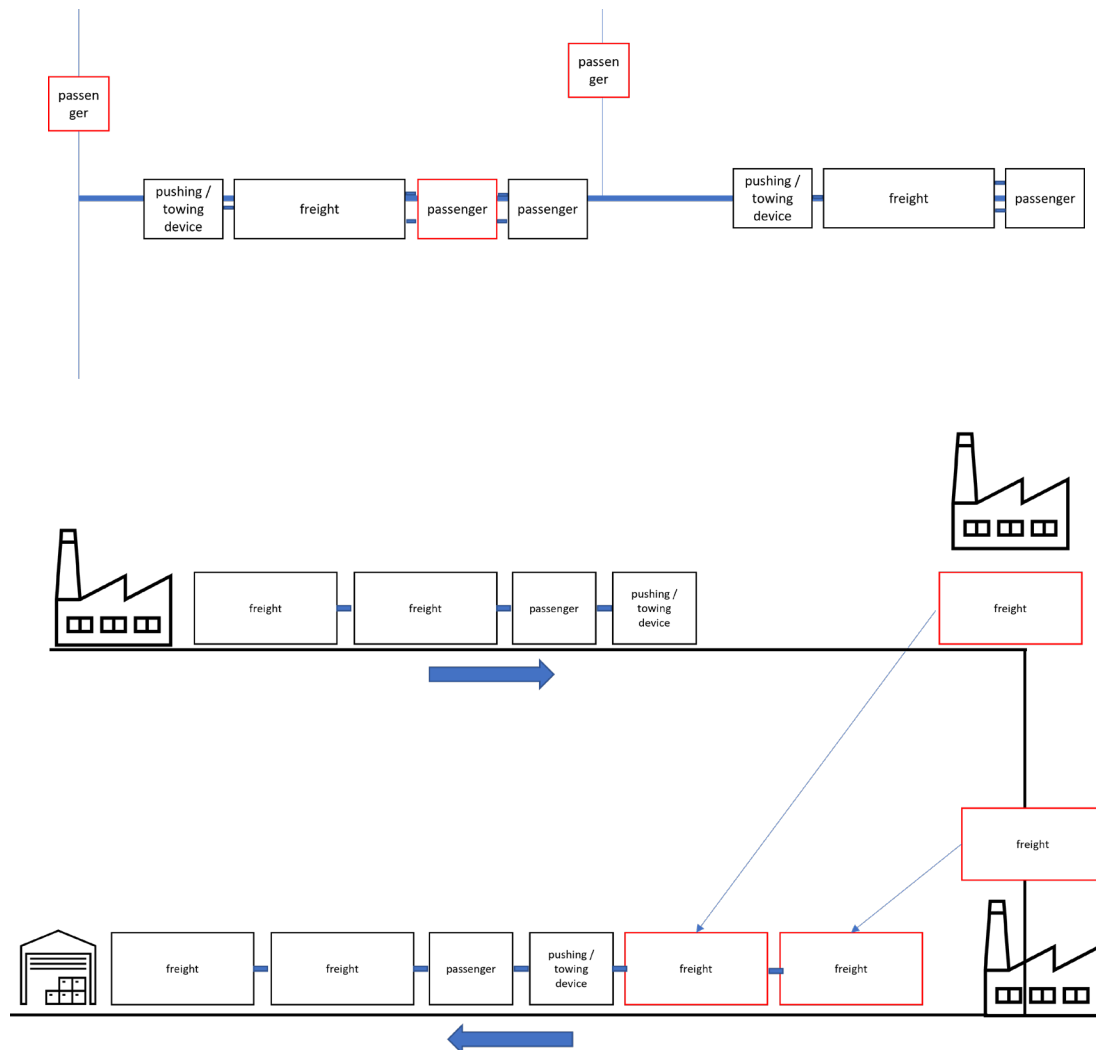 passen
ger
passen
ger
pushing /
towing
device
freight
passenger
passenger
pushing /
towing
device
freight
passenger
freight
freight
passenger
pushing /
towing
device
freight
freight
freight
freight
passenger
pushing /
towing
device
freight
freight